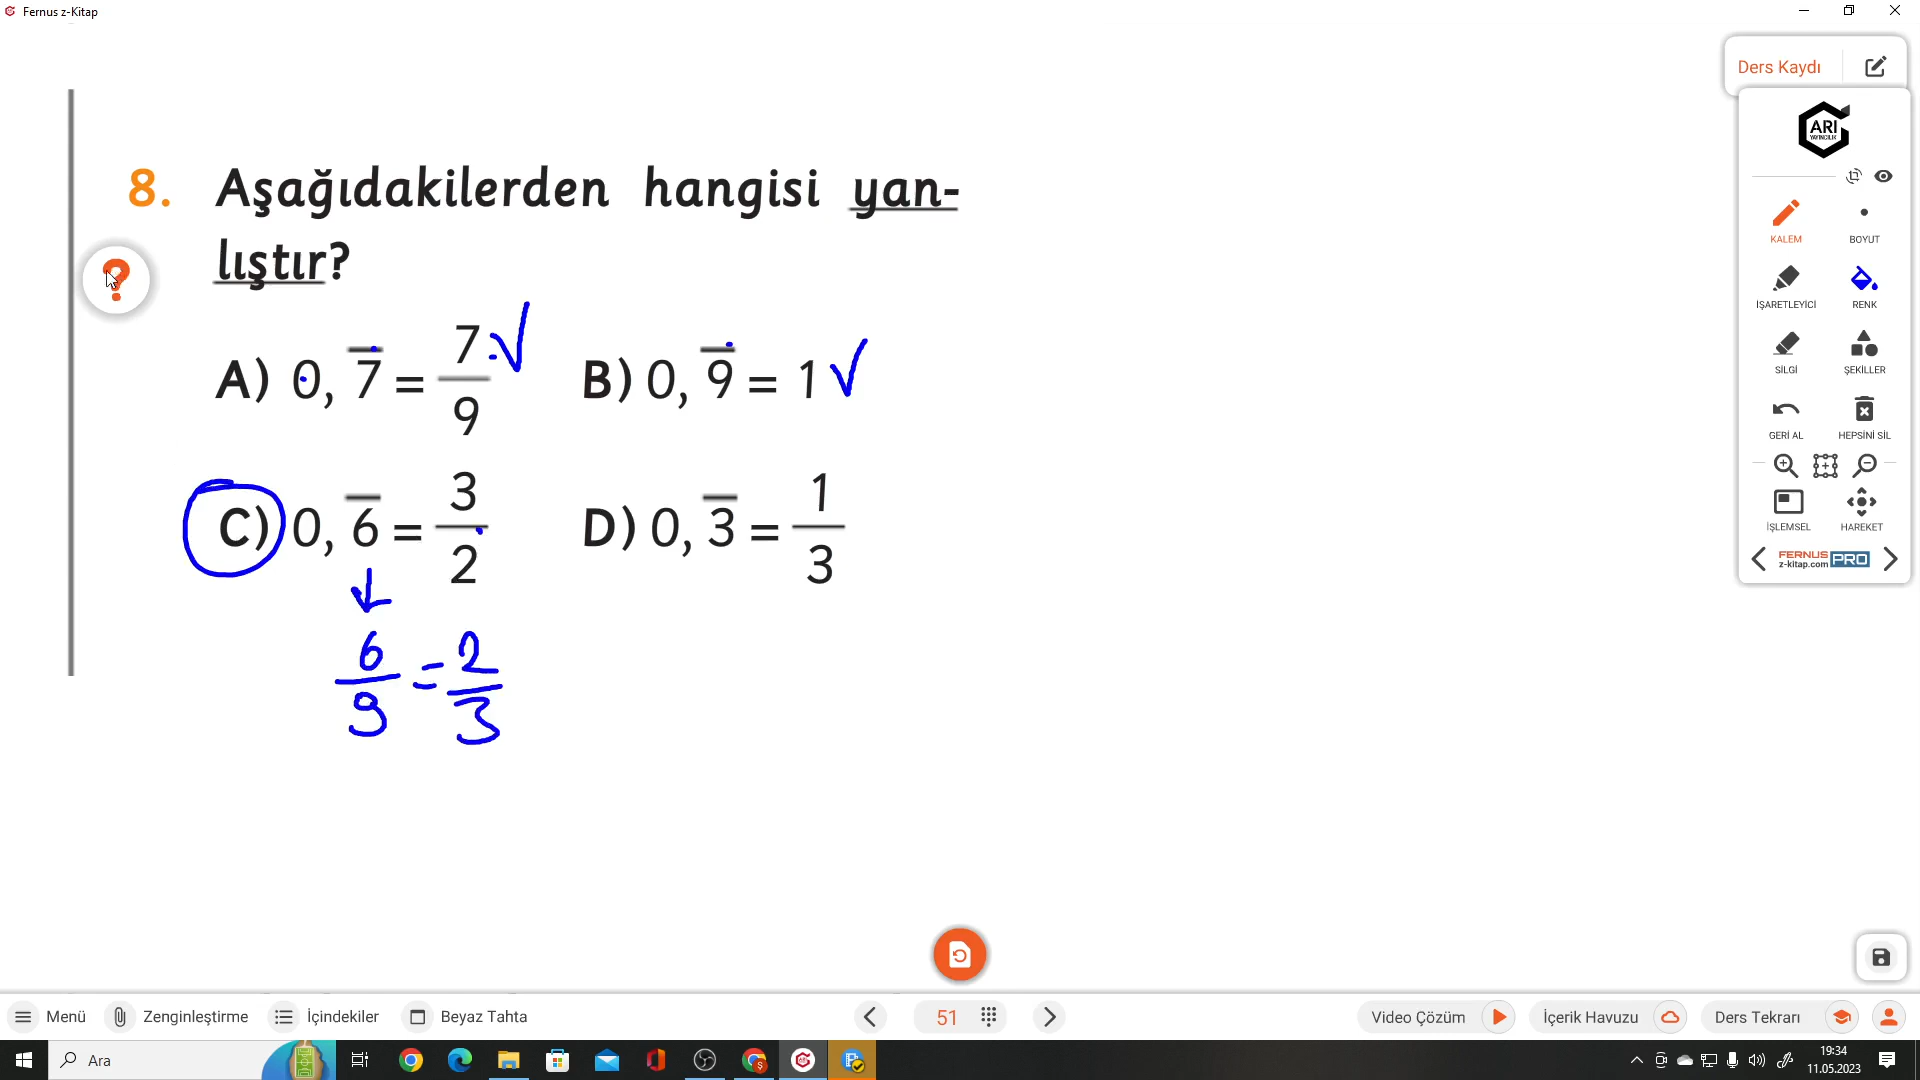 Fernus z-Kitap
Ders Kaydı
ARI
YAYINCILIK
8. Aşağıdakilerden hangisi yan-
lıştır?
?
A) 0, 7̅ = 7/9 √ B) 0, 9̅ = 1 √
C) 0, 6̅ = 3/2 D) 0, 3̅ = 1/3
6/9 = 2/3
KALEM BOYUT
İŞARETLEYİCİ RENK
SİLGİ ŞEKİLLER
GERİ AL HEPSİNİ SİL
İŞLEMSEL HAREKET
FERNUS PRO
z-kitap.com
Menü Zenginleştirme İçindekiler Beyaz Tahta 51 Video Çözüm İçerik Havuzu Ders Tekrarı
Ara
19:34
11.05.2023